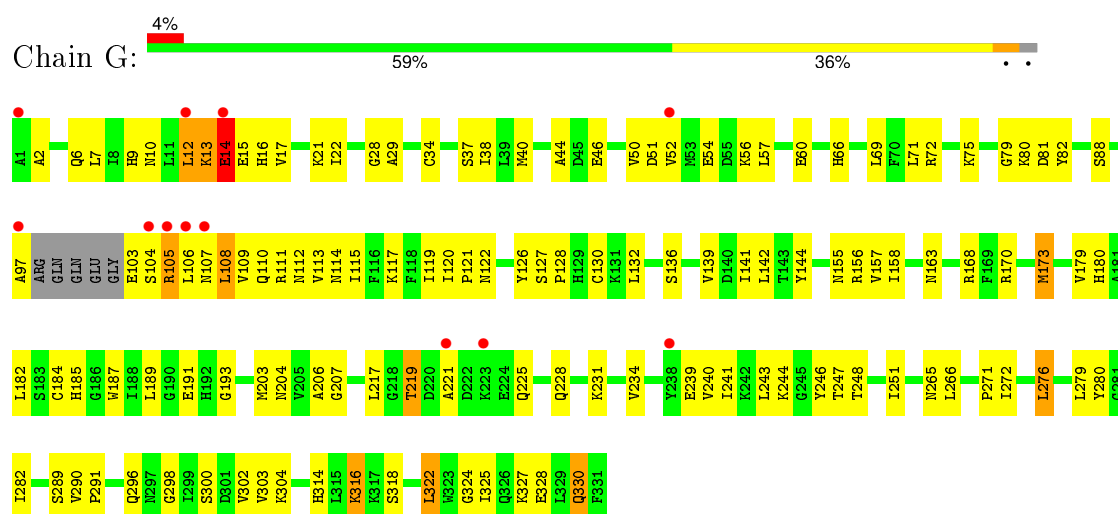 4%
Chain G:
59% 36% • •
A1 A2 Q6 L7 I8 H9 N10 L11 L12 K13 E14 E15 H16 V17 K21 I22 G28 A29 C34 S37 I38 L39 M40 A44 D45 E46 V50 D51 V52 M53 E54 D55 K56 L57 E60 H66 L69 F70 L71 R72 K75 G79 K80 D81 Y82 S88
A97 ARG GLN GLN GLU GLY E103 S104 R105 L106 N107 L108 V109 Q110 R111 N112 V113 N114 I115 F116 K117 F118 I119 I120 P121 N122 Y126 S127 P128 H129 C130 K131 L132 S136 V139 D140 I141 L142 T143 Y144 N155 R156 V157 I158 N163 R168 F169 R170 M173 V179 H180 A181
L182 S183 C184 H185 G186 W187 I188 L189 G190 E191 H192 G193 M203 N204 V205 A206 G207 L217 G218 T219 D220 A221 D222 K223 E224 Q225 Q228 K231 V234 Y238 E239 V240 I241 K242 L243 K244 G245 Y246 T247 T248 I251 N265 L266 P271 I272 L276 L279 Y280 G281
I282 S289 V290 P291 Q296 N297 G298 I299 S300 D301 V302 V303 K304 H314 L315 K316 K317 S318 L322 W323 G324 I325 Q326 K327 E328 L329 Q330 F331